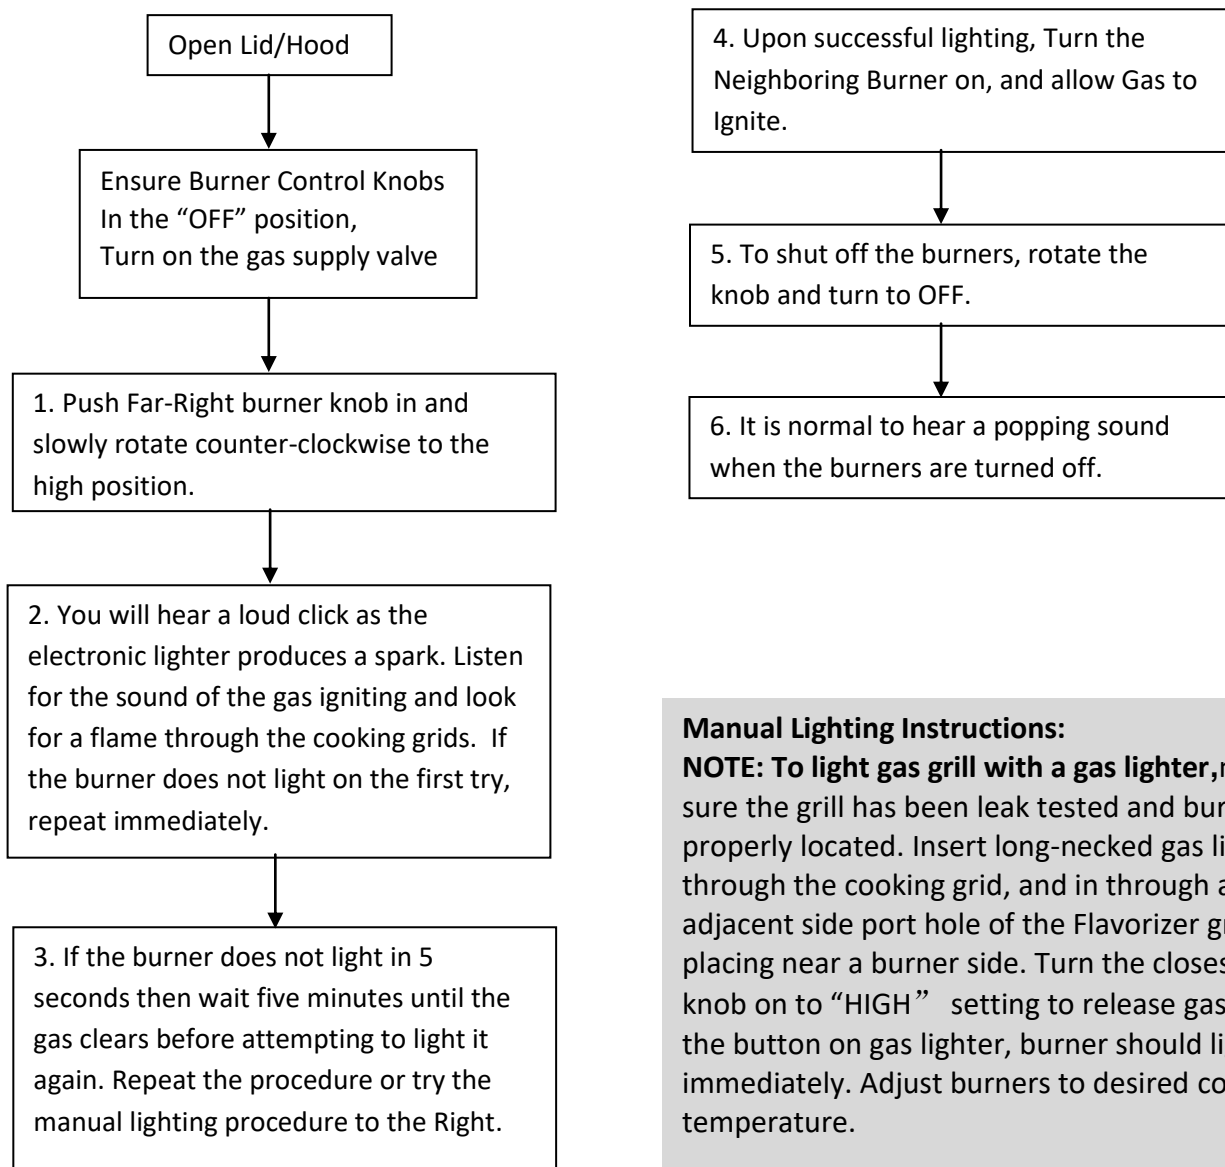 Open Lid/Hood
Ensure Burner Control Knobs
In the “OFF” position,
Turn on the gas supply valve
1. Push Far-Right burner knob in and
slowly rotate counter-clockwise to the
high position.
2. You will hear a loud click as the
electronic lighter produces a spark. Listen
for the sound of the gas igniting and look
for a flame through the cooking grids.  If
the burner does not light on the first try,
repeat immediately.
3. If the burner does not light in 5
seconds then wait five minutes until the
gas clears before attempting to light it
again. Repeat the procedure or try the
manual lighting procedure to the Right.
4. Upon successful lighting, Turn the
Neighboring Burner on, and allow Gas to
Ignite.
5. To shut off the burners, rotate the
knob and turn to OFF.
6. It is normal to hear a popping sound
when the burners are turned off.
Manual Lighting Instructions:
NOTE: To light gas grill with a gas lighter,
sure the grill has been leak tested and
properly located. Insert long-necked gas
through the cooking grid, and in through
adjacent side port hole of the Flavorizer
placing near a burner side. Turn the
knob on to “HIGH” setting to release gas
the button on gas lighter, burner should
immediately. Adjust burners to desired
temperature.